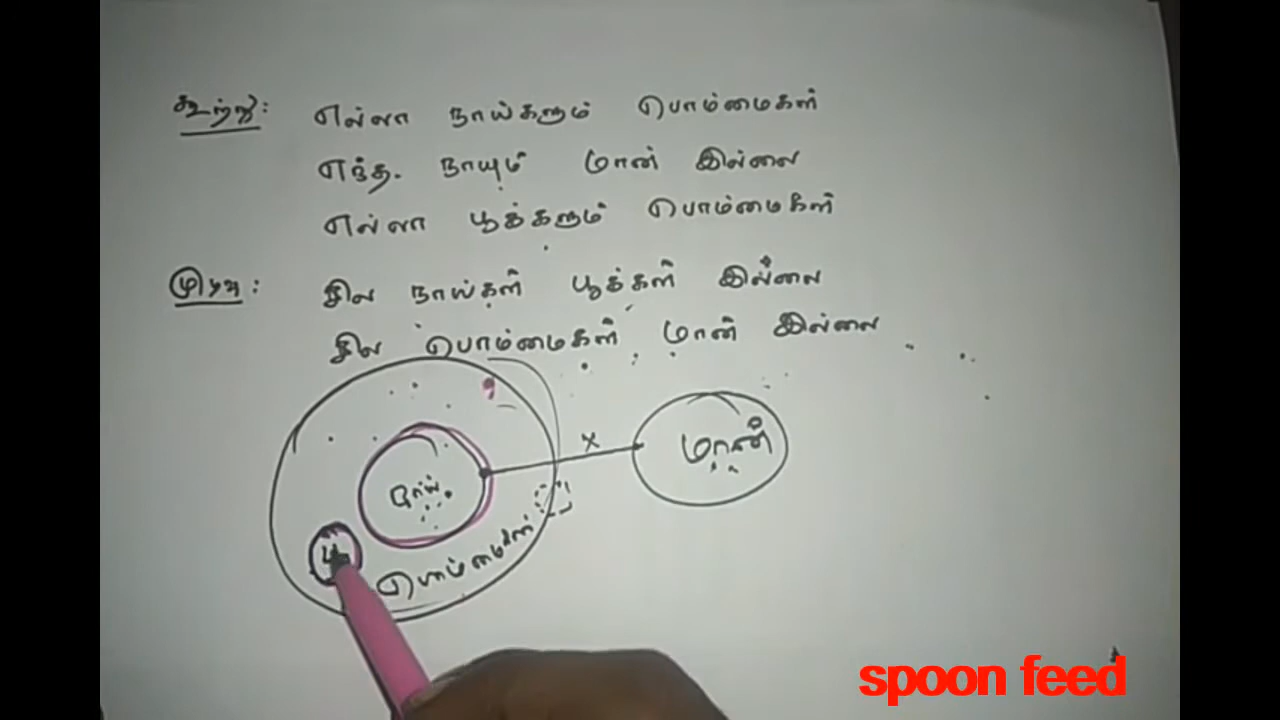 கூற்று: எல்லா நாய்களும் பொம்மைகள்
எந்த நாயும் மான் இல்லை
எல்லா பூக்களும் பொம்மைகள்
முடிவு: சில நாய்கள் பூக்கள் இல்லை
சில பொம்மைகள் மான் இல்லை
மான்
x
நாய்
பூ
பொம்மைகள்
spoon feed